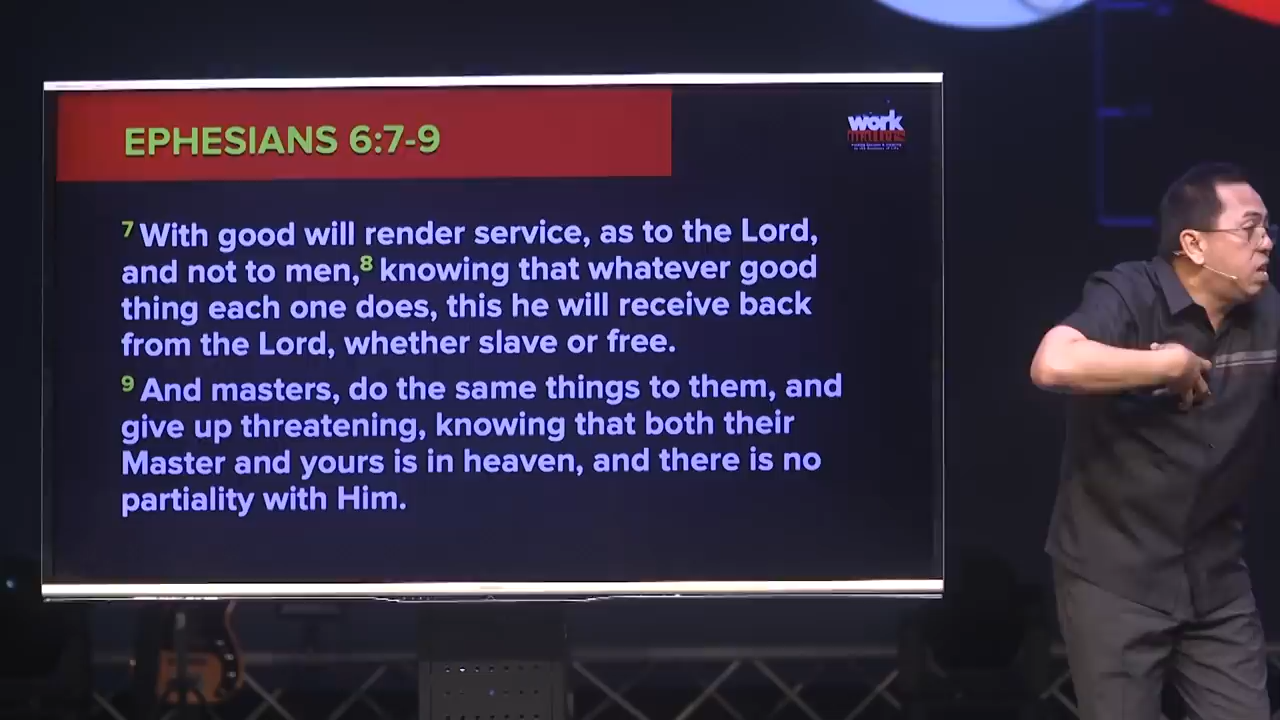 EPHESIANS 6:7-9
work
matters
7 With good will render service, as to the Lord,
and not to men,8 knowing that whatever good
thing each one does, this he will receive back
from the Lord, whether slave or free.
9 And masters, do the same things to them, and
give up threatening, knowing that both their
Master and yours is in heaven, and there is no
partiality with Him.